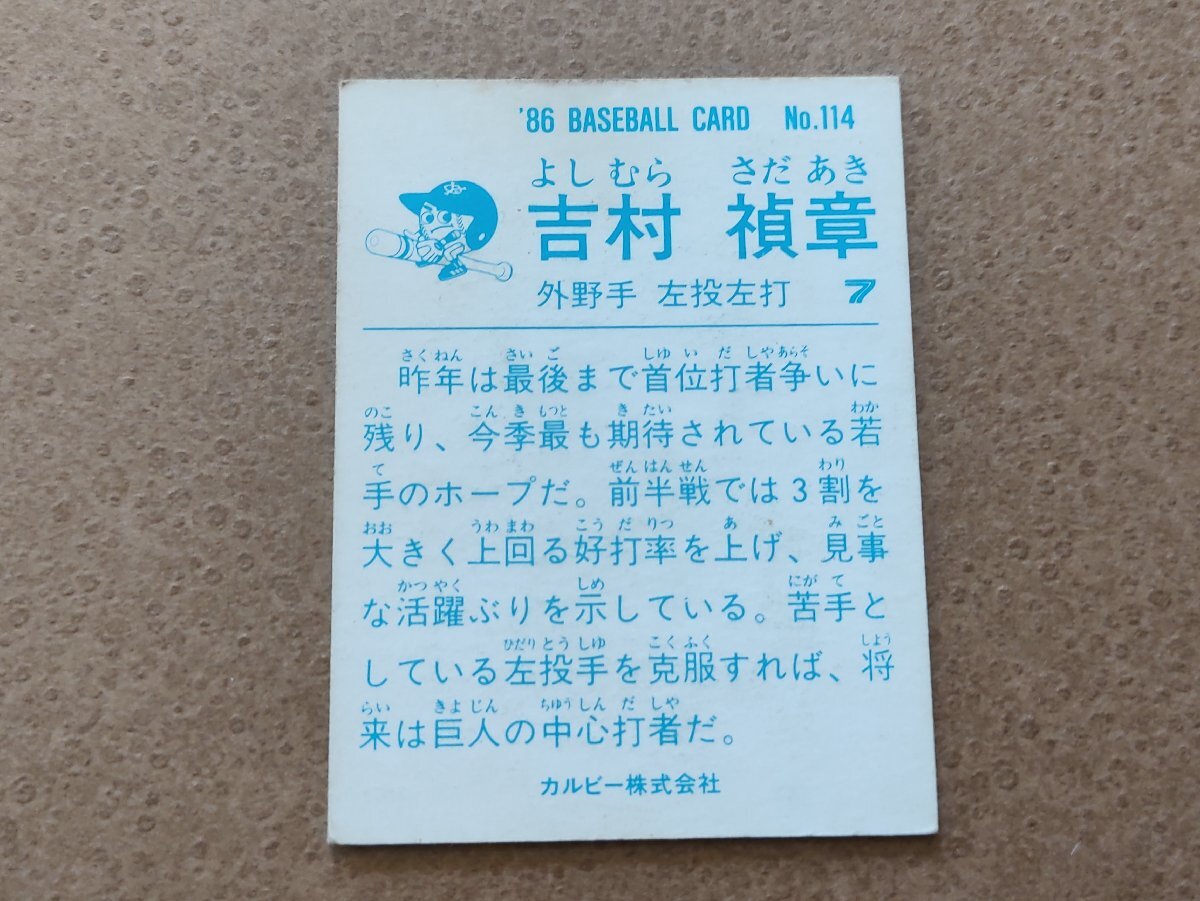 '86 BASEBALL CARD No.114
よしむら さだあき
吉村 禎章
外野手 左投左打 7
さくねん さいご しゆいだしやあらそ
昨年は最後まで首位打者争いに
のこ こんきもつと きたい わか
残り、今季最も期待されている若
て ぜんはんせん わり
手のホープだ。前半戦では3割を
おお うわまわ こうだりつ あ みごと
大きく上回る好打率を上げ、見事
かつやく しめ にがて
な活躍ぶりを示している。苦手と
ひだりとうしゆ こくふく しよう
している左投手を克服すれば、将
らい きよじん ちゆうしんだしや
来は巨人の中心打者だ。
カルビー株式会社